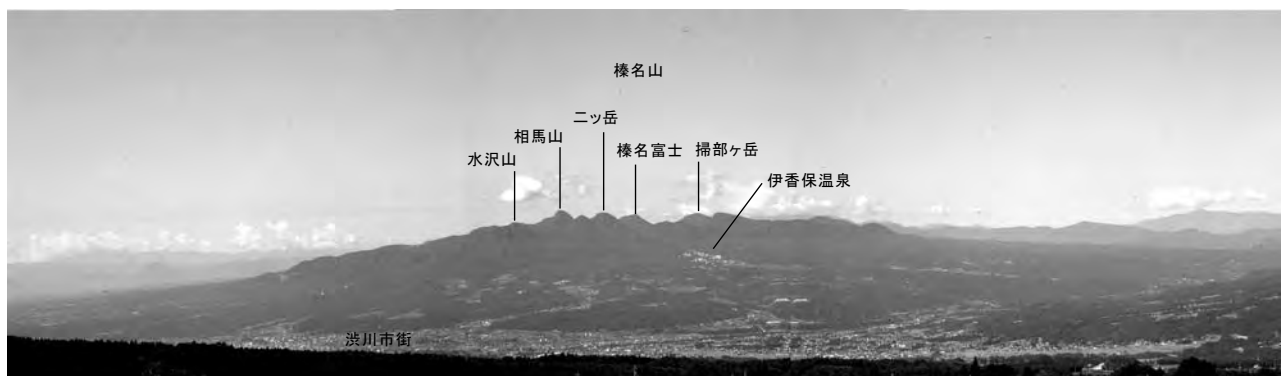 榛名山
二ッ岳
相馬山
水沢山
榛名富士
掃部ヶ岳
伊香保温泉
渋川市街